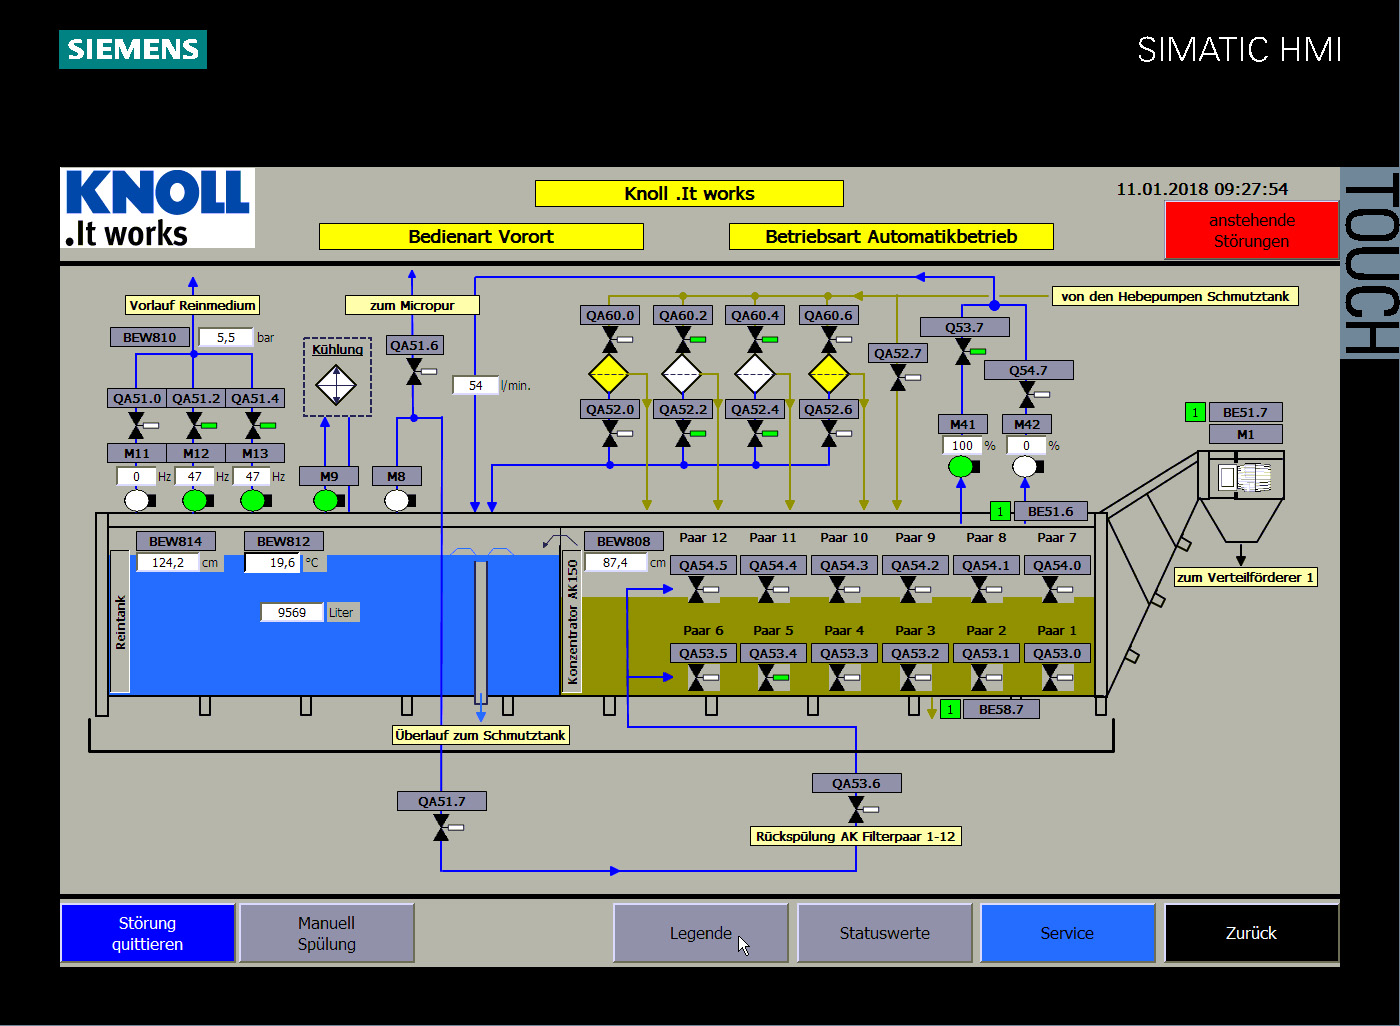 SIEMENS
SIMATIC HMI
TOUCH
KNOLL
.It works
Knoll .It works
11.01.2018 09:27:54
Bedienart Vorort
Betriebsart Automatikbetrieb
anstehende
Störungen
Vorlauf Reinmedium
zum Micropur
von den Hebepumpen Schmutztank
BEW810
5,5 bar
Kühlung
QA51.6
54 l/min.
QA60.0
QA60.2
QA60.4
QA60.6
QA52.7
Q53.7
Q54.7
QA51.0
QA51.2
QA51.4
QA52.0
QA52.2
QA52.4
QA52.6
M41
M42
100 %
0 %
1
BE51.7
M1
M11
M12
M13
0 Hz
47 Hz
47 Hz
M9
M8
1
BE51.6
BEW814
124,2 cm
BEW812
19,6 °C
9569 Liter
Reintank
Konzentrator AK150
BEW808
87,4 cm
Paar 12
Paar 11
Paar 10
Paar 9
Paar 8
Paar 7
QA54.5
QA54.4
QA54.3
QA54.2
QA54.1
QA54.0
Paar 6
Paar 5
Paar 4
Paar 3
Paar 2
Paar 1
QA53.5
QA53.4
QA53.3
QA53.2
QA53.1
QA53.0
zum Verteilförderer 1
1
BE58.7
Überlauf zum Schmutztank
QA51.7
QA53.6
Rückspülung AK Filterpaar 1-12
Störung
quittieren
Manuell
Spülung
Legende
Statuswerte
Service
Zurück